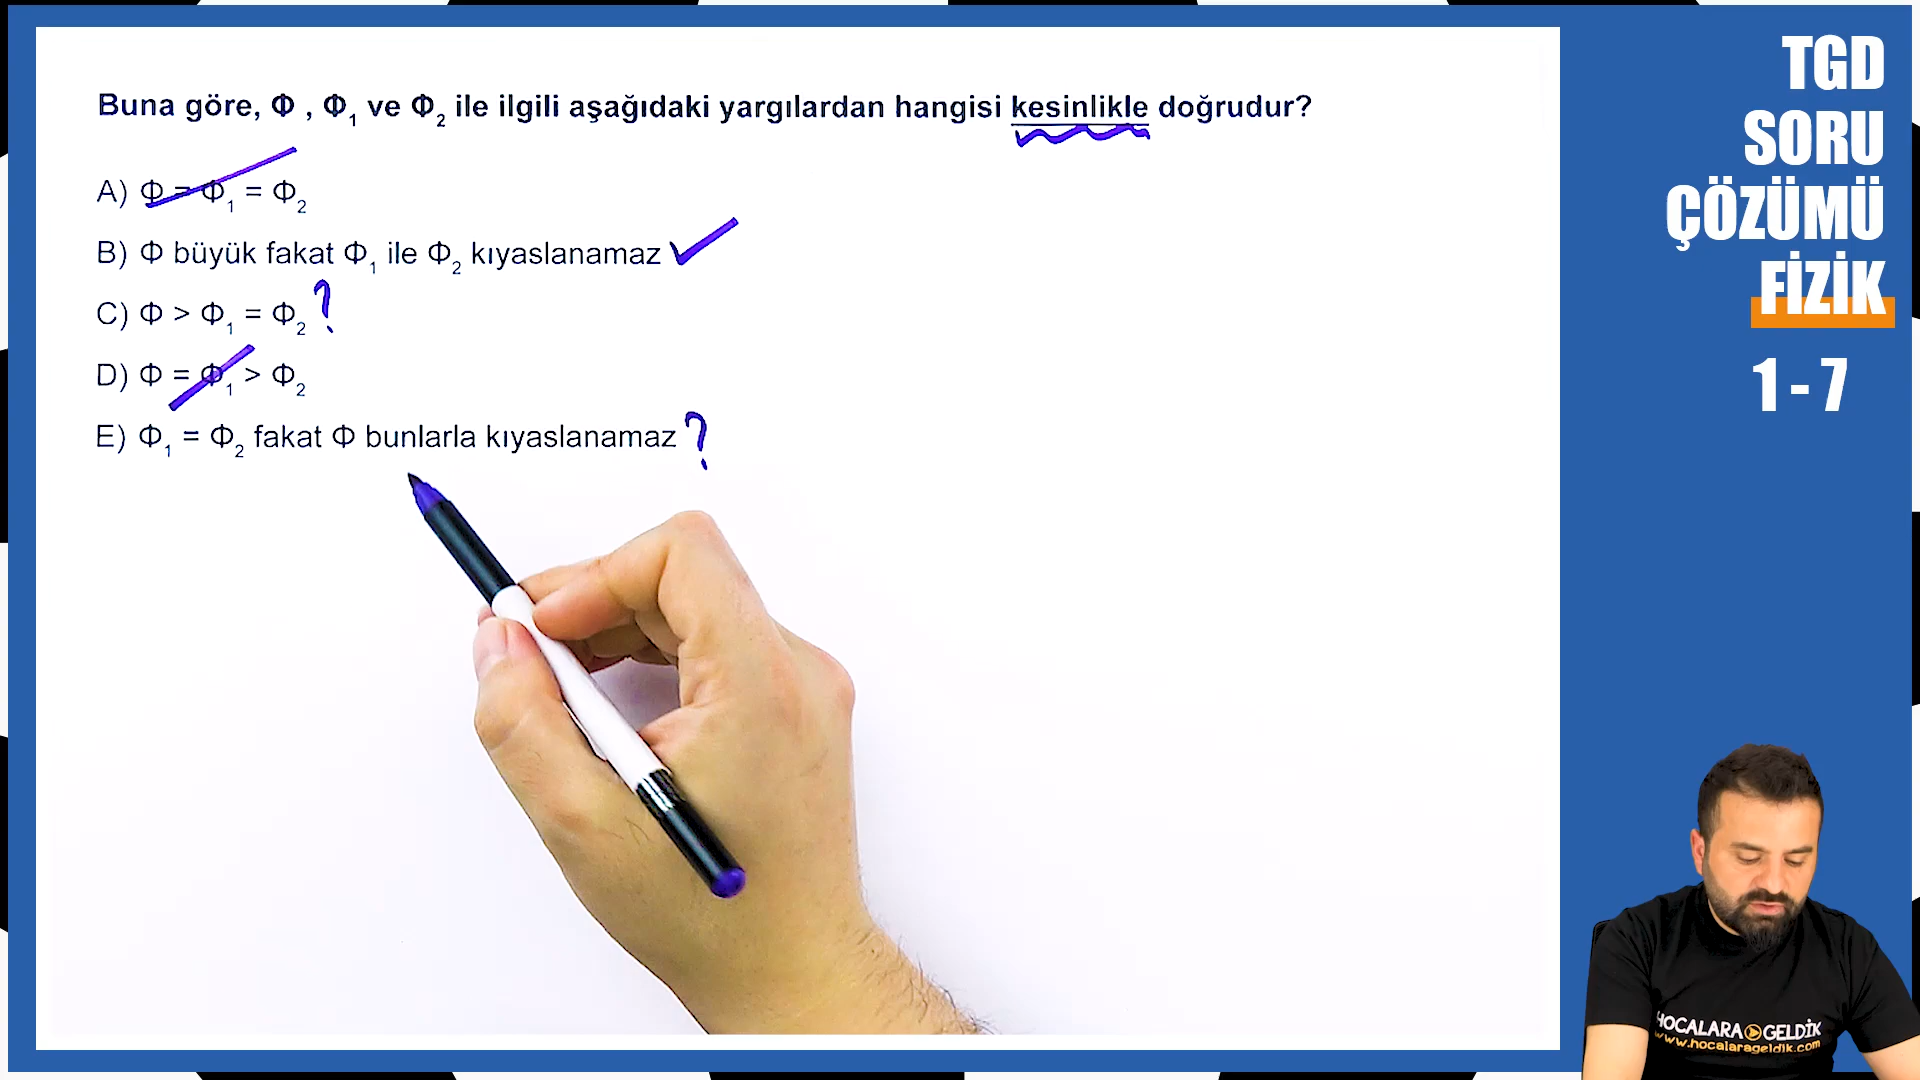 Buna göre, Φ , Φ₁ ve Φ₂ ile ilgili aşağıdaki yargılardan hangisi kesinlikle doğrudur?
A) Φ = Φ₁ = Φ₂
B) Φ büyük fakat Φ₁ ile Φ₂ kıyaslanamaz
C) Φ > Φ₁ = Φ₂ ?
D) Φ = Φ₁ > Φ₂
E) Φ₁ = Φ₂ fakat Φ bunlarla kıyaslanamaz ?
TGD
SORU
ÇÖZÜMÜ
FİZİK
1 - 7
HOCALARA GELDİK
www.hocalarageldik.com